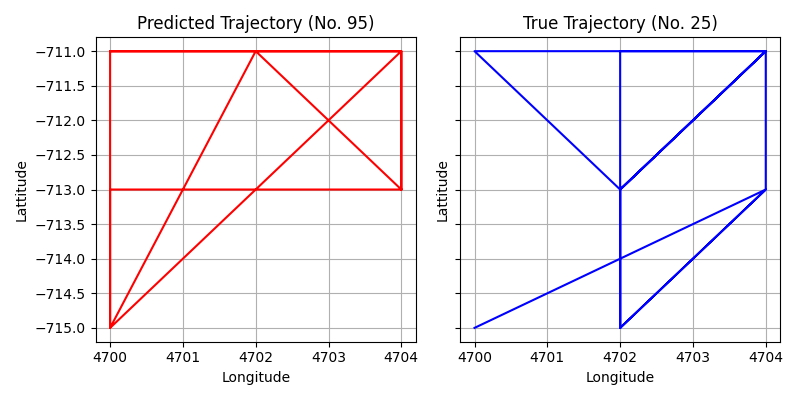 Predicted Trajectory (No. 95)
True Trajectory (No. 25)
Lattitude
−711.0
−711.5
−712.0
−712.5
−713.0
−713.5
−714.0
−714.5
−715.0
4700 4701 4702 4703 4704
Longitude
Lattitude
4700 4701 4702 4703 4704
Longitude